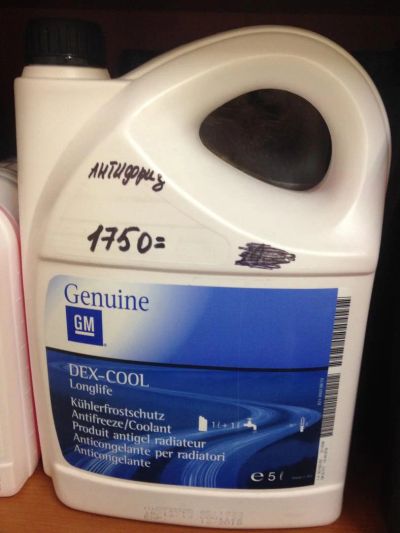 антифриз
1750=
Genuine
GM
DEX-COOL
Longlife
Kühlerfrostschutz
Antifreeze/Coolant
Produit antigel radiateur
Anticongelante per radiatori
Anticongelante
1 l + 1 l
e 5 l